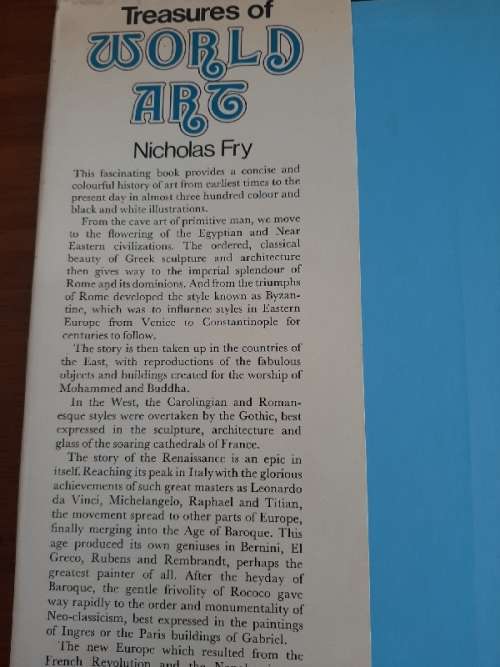 Treasures of
WORLD
ART
Nicholas Fry
This fascinating book provides a concise and
colourful history of art from earliest times to the
present day in almost three hundred colour and
black and white illustrations.
From the cave art of primitive man, we move
to the flowering of the Egyptian and Near
Eastern civilizations. The ordered, classical
beauty of Greek sculpture and architecture
then gives way to the imperial splendour of
Rome and its dominions. And from the triumphs
of Rome developed the style known as Byzan-
tine, which was to influence styles in Eastern
Europe from Venice to Constantinople for
centuries to follow.
The story is then taken up in the countries of
the East, with reproductions of the fabulous
objects and buildings created for the worship of
Mohammed and Buddha.
In the West, the Carolingian and Roman-
esque styles were overtaken by the Gothic, best
expressed in the sculpture, architecture and
glass of the soaring cathedrals of France.
The story of the Renaissance is an epic in
itself. Reaching its peak in Italy with the glorious
achievements of such great masters as Leonardo
da Vinci, Michelangelo, Raphael and Titian,
the movement spread to other parts of Europe,
finally merging into the Age of Baroque. This
age produced its own geniuses in Bernini, El
Greco, Rubens and Rembrandt, perhaps the
greatest painter of all. After the heyday of
Baroque, the gentle frivolity of Rococo gave
way rapidly to the order and monumentality of
Neo-classicism, best expressed in the paintings
of Ingres or the Paris buildings of Gabriel.
The new Europe which resulted from the
French Revolution and the